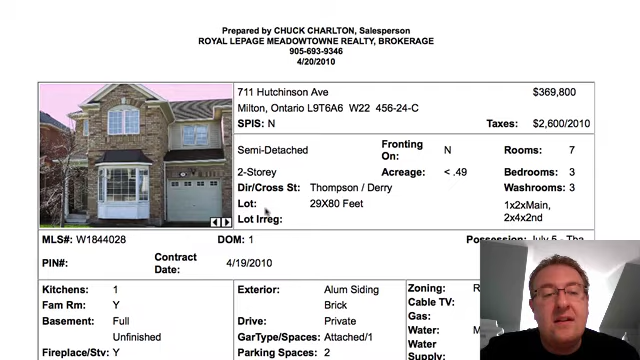 Prepared by CHUCK CHARLTON, Salesperson
ROYAL LEPAGE MEADOWTOWNE REALTY, BROKERAGE
905-693-9346
4/20/2010
711 Hutchinson Ave $369,800
Milton, Ontario L9T6A6 W22 456-24-C
SPIS: N Taxes: $2,600/2010
Semi-Detached Fronting On: N Rooms: 7
2-Storey Acreage: < .49 Bedrooms: 3
Dir/Cross St: Thompson / Derry Washrooms: 3
Lot: 29X80 Feet 1x2xMain,
Lot Irreg: 2x4x2nd
MLS#: W1844028 DOM: 1 Possession: July 5 - Tba
PIN#: Contract Date: 4/19/2010
Kitchens: 1 Exterior: Alum Siding Zoning:
Fam Rm: Y Brick Cable TV:
Basement: Full Drive: Private Gas:
Unfinished GarType/Spaces: Attached/1 Water:
Fireplace/Stv: Y Parking Spaces: 2 Water
Supply: